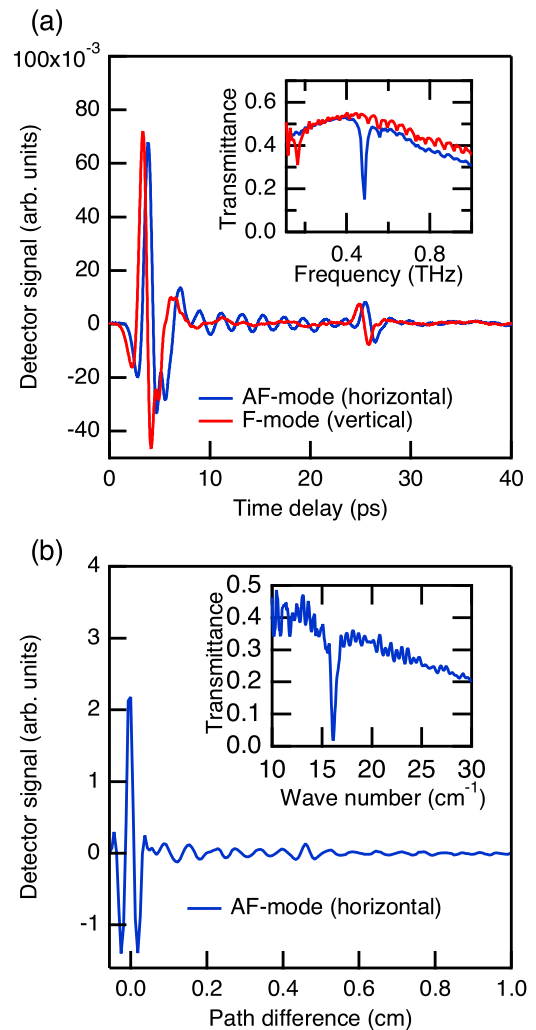 (a)
100x10-3
80
60
40
20
0
-20
-40
Detector signal (arb. units)
0.6
0.4
0.2
0.0
Transmittance
0.4
0.8
Frequency (THz)
AF-mode (horizontal)
F-mode (vertical)
0
10
20
30
40
Time delay (ps)
(b)
4
3
2
1
0
-1
Detector signal (arb. units)
0.5
0.4
0.3
0.2
0.1
0.0
Transmittance
10
15
20
25
30
Wave number (cm-1)
AF-mode (horizontal)
0.0
0.2
0.4
0.6
0.8
1.0
Path difference (cm)